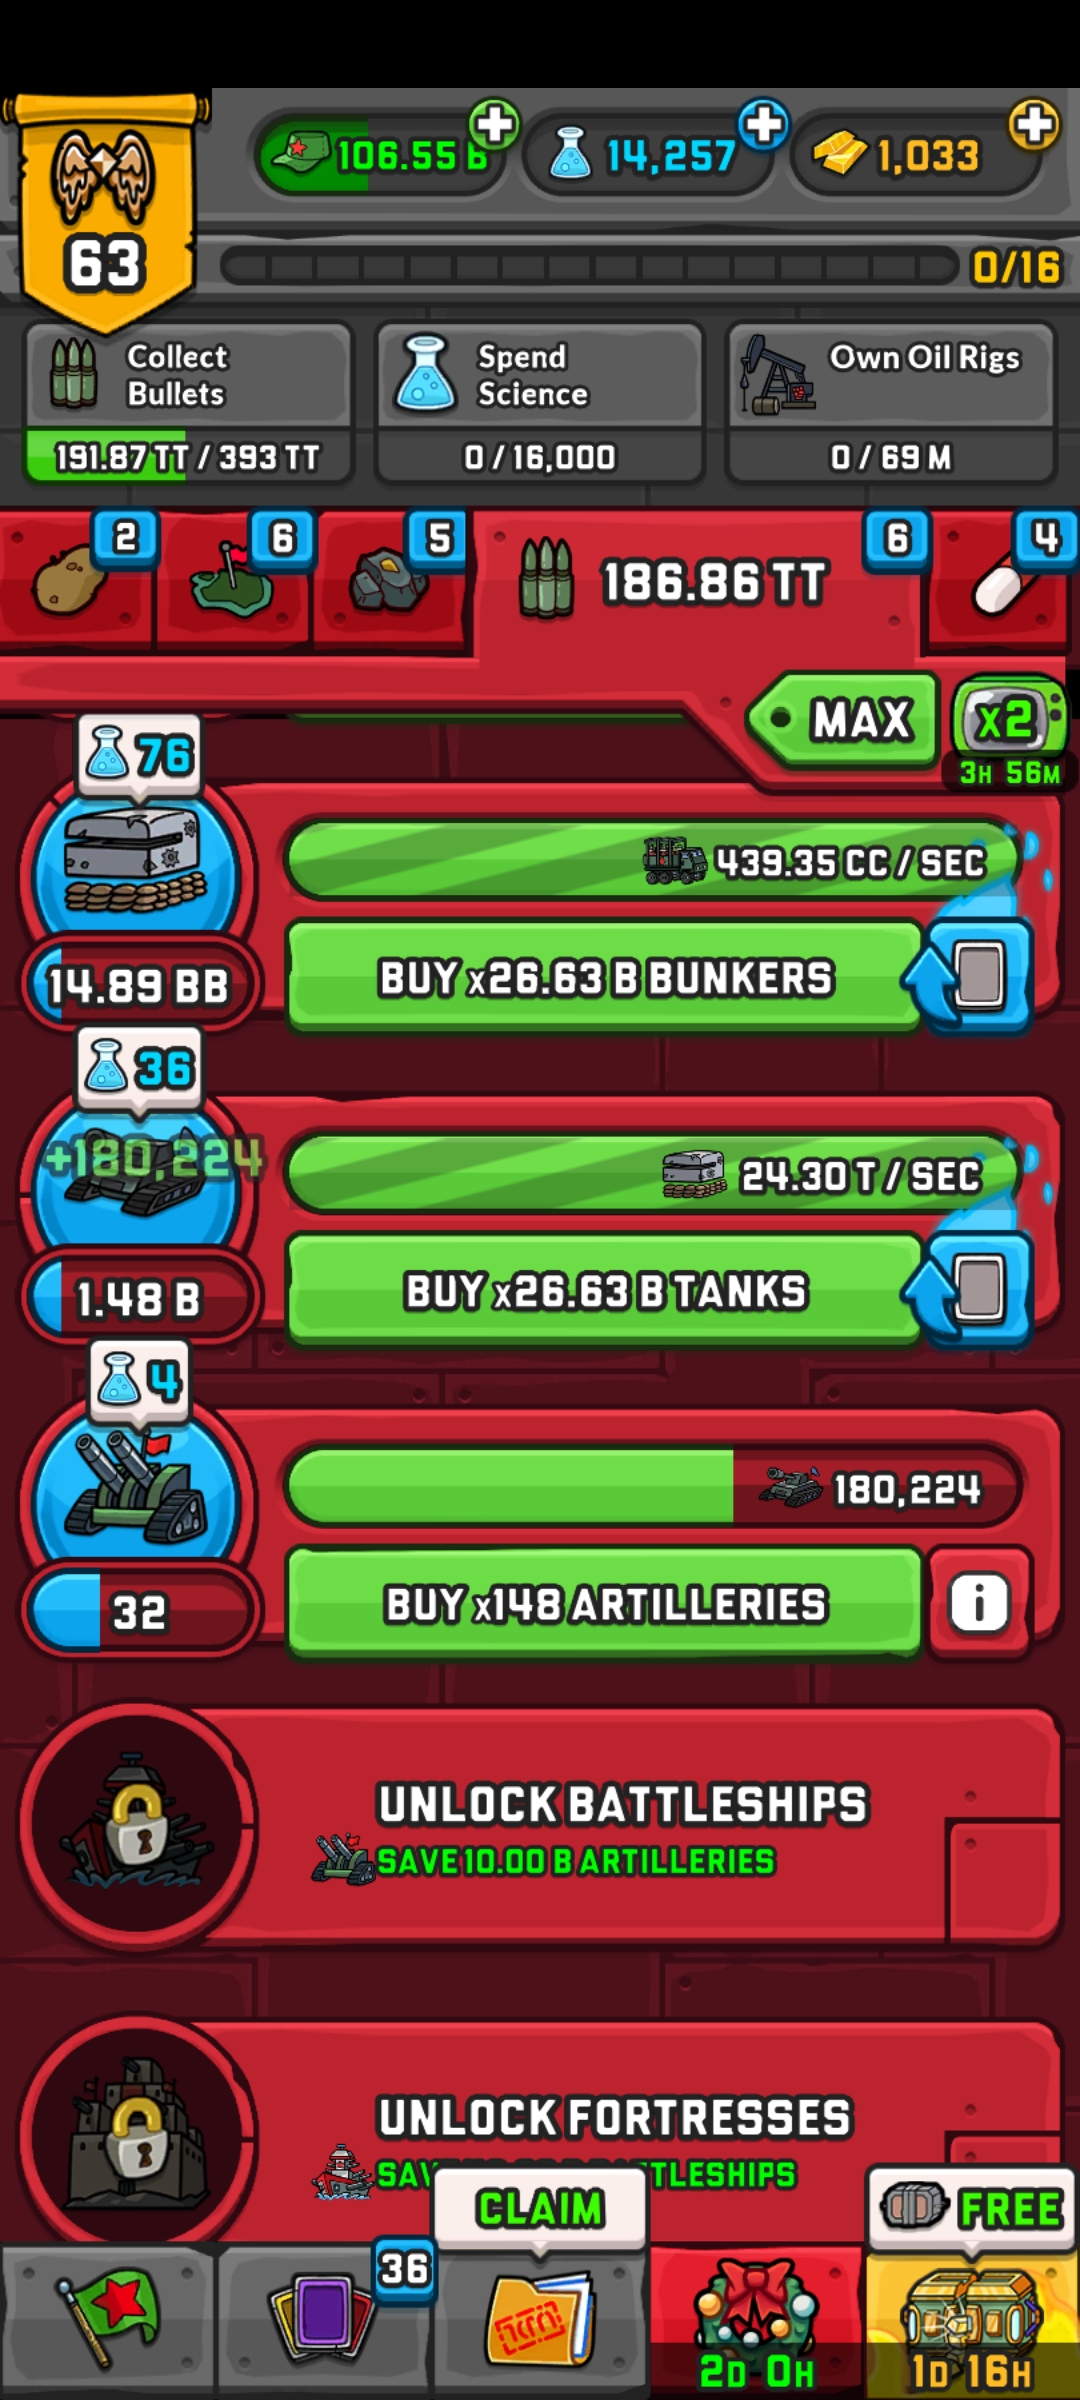 106.55 B
14,257
1,033
63
0/16
Collect
Bullets
191.87 TT / 393 TT
Spend
Science
0 / 16,000
Own Oil Rigs
0 / 69 M
2
6
5
186.86 TT
6
4
MAX
x2
3H 56M
76
439.35 CC / SEC
14.89 BB
BUY x26.63 B BUNKERS
36
+180,224
24.30 T / SEC
1.48 B
BUY x26.63 B TANKS
4
180,224
32
BUY x148 ARTILLERIES
i
UNLOCK BATTLESHIPS
SAVE 10.00 B ARTILLERIES
UNLOCK FORTRESSES
CLAIM
FREE
36
2D 0H
1D 16H